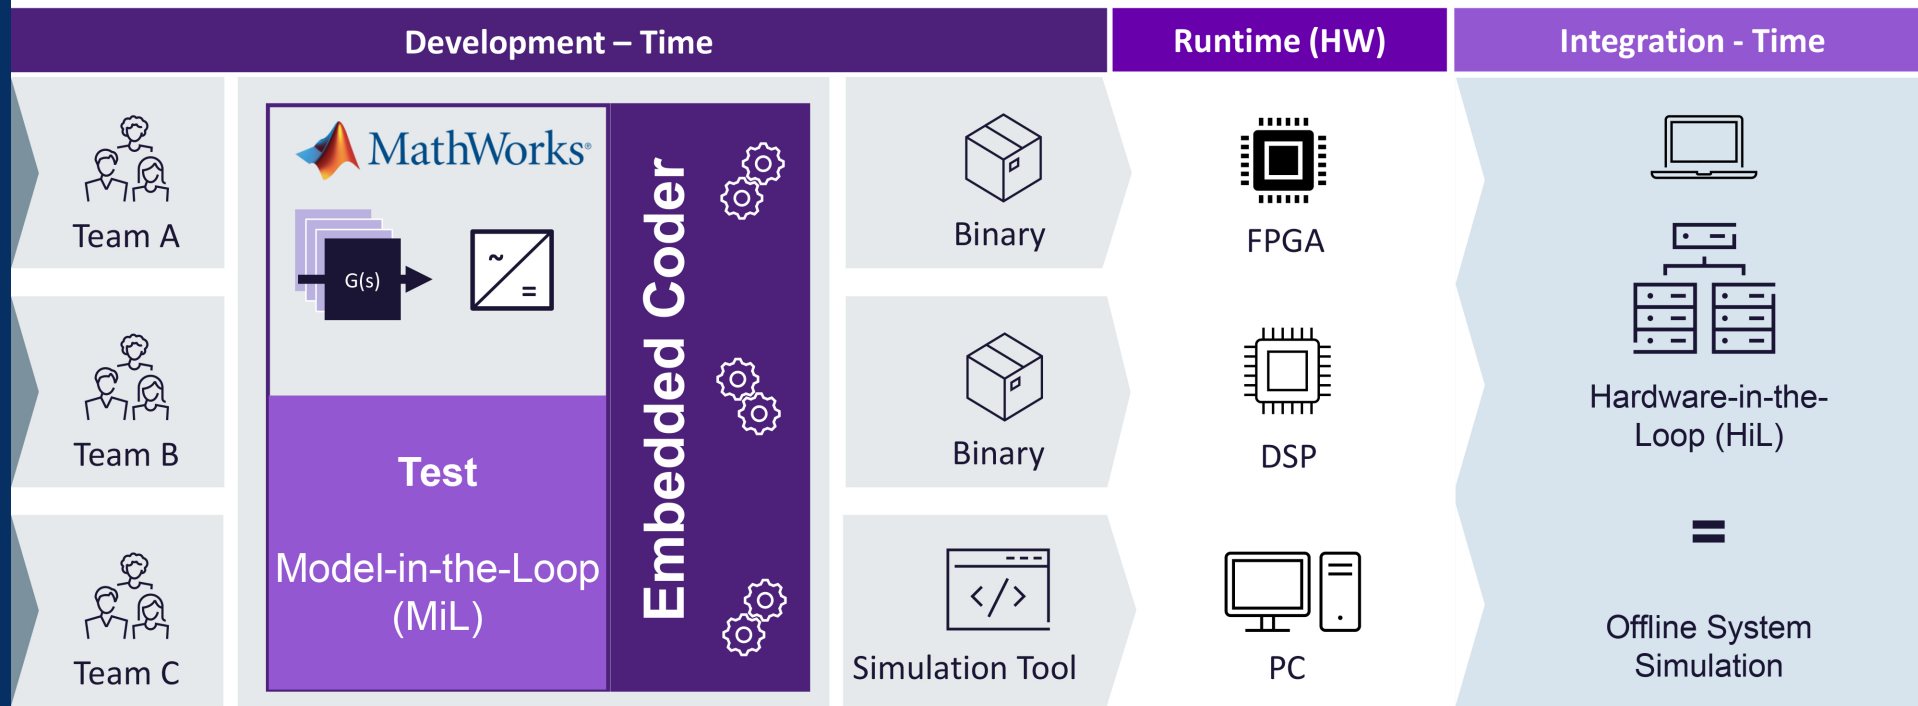 Development – Time
Runtime (HW)
Integration - Time
Team A
MathWorks®
G(s)
~
=
Embedded Coder
Binary
FPGA
Team B
Test
Model-in-the-Loop
(MiL)
Binary
DSP
Hardware-in-the-
Loop (HiL)
=
Team C
</>
Simulation Tool
PC
Offline System
Simulation